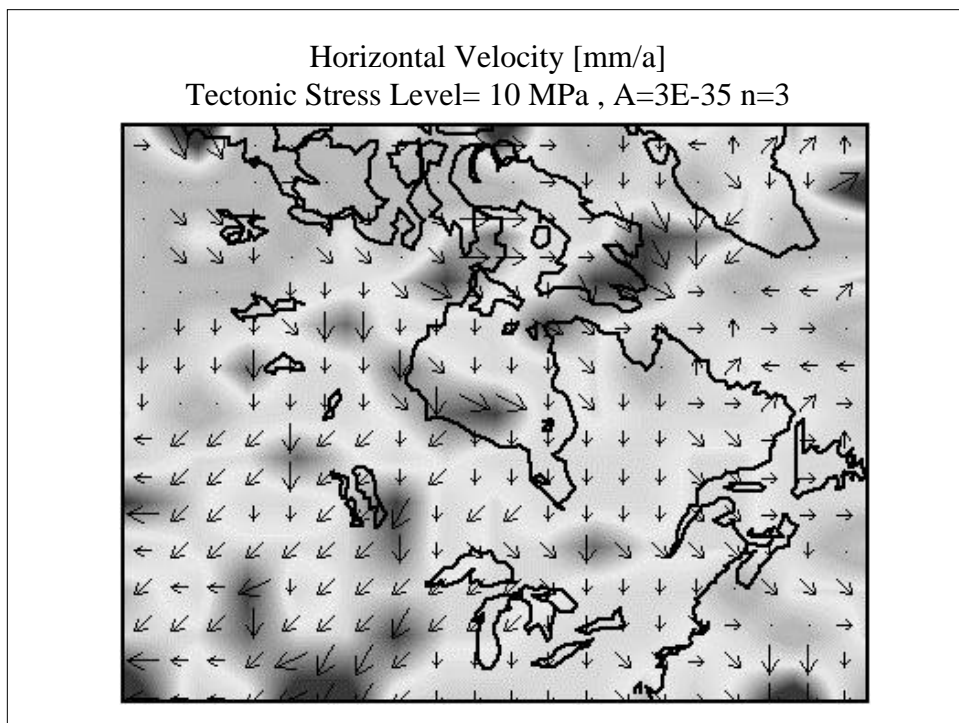 Horizontal Velocity [mm/a]
Tectonic Stress Level= 10 MPa , A=3E-35 n=3